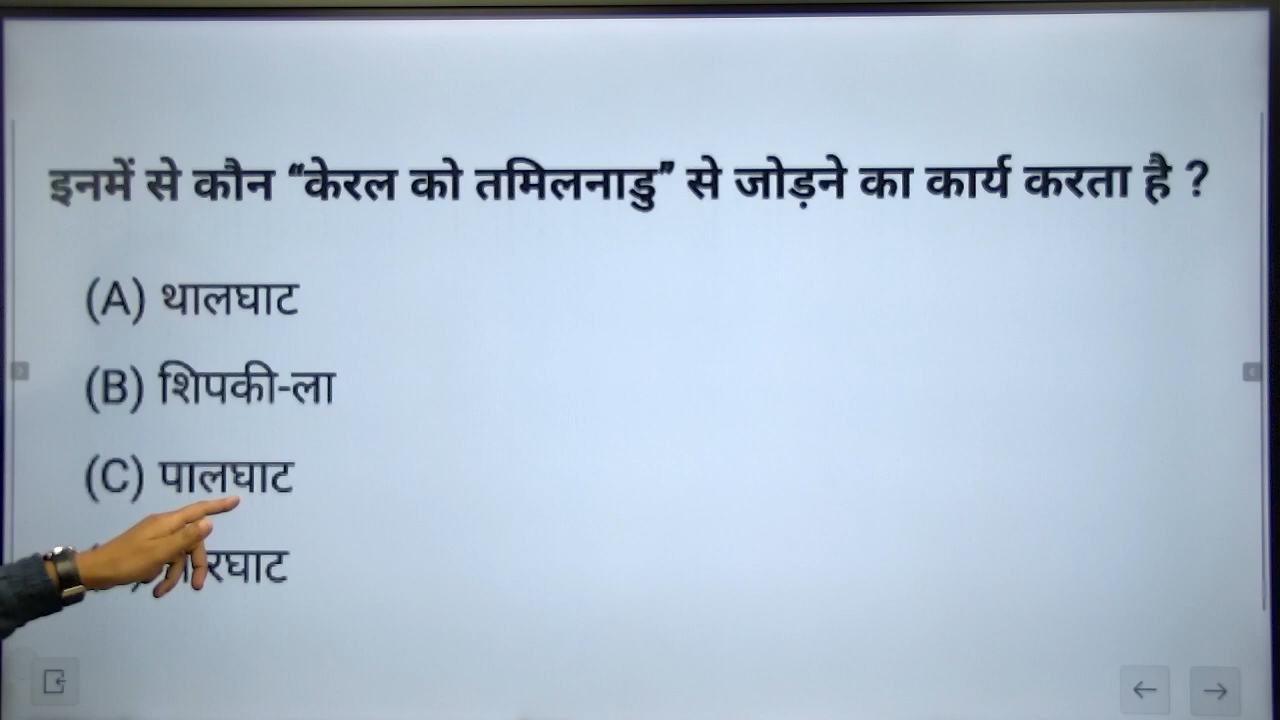 इनमें से कौन “केरल को तमिलनाडु” से जोड़ने का कार्य करता है ?
(A) थालघाट
(B) शिपकी-ला
(C) पालघाट